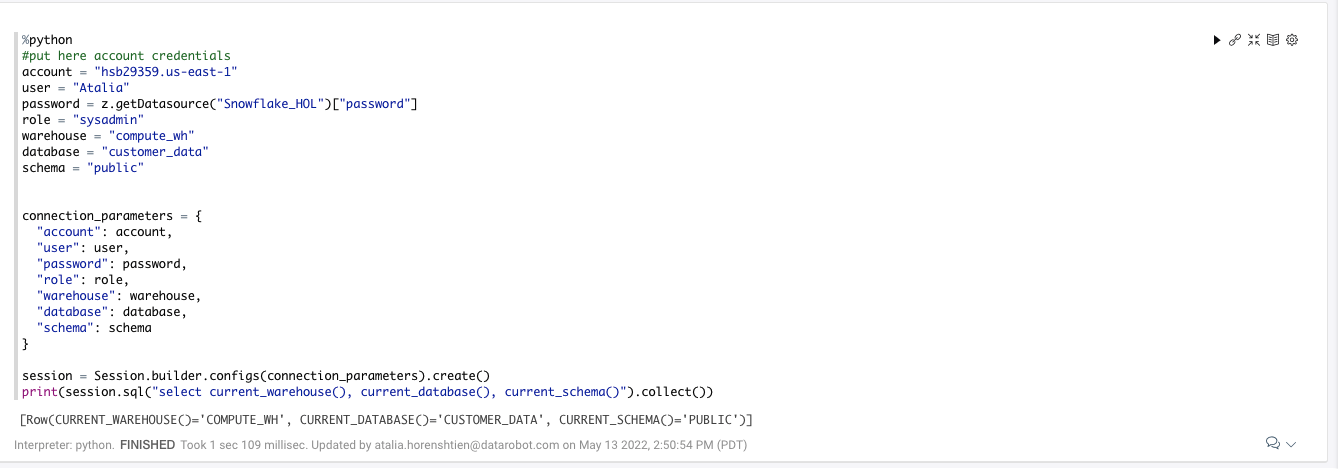 %python
#put here account credentials
account = "hsb29359.us-east-1"
user = "Atalia"
password = z.getDatasource("Snowflake_HOL")["password"]
role = "sysadmin"
warehouse = "compute_wh"
database = "customer_data"
schema = "public"
connection_parameters = {
"account": account,
"user": user,
"password": password,
"role": role,
"warehouse": warehouse,
"database": database,
"schema": schema
}
session = Session.builder.configs(connection_parameters).create()
print(session.sql("select current_warehouse(), current_database(), current_schema()").collect())
[Row(CURRENT_WAREHOUSE()='COMPUTE_WH', CURRENT_DATABASE()='CUSTOMER_DATA', CURRENT_SCHEMA()='PUBLIC')]
Interpreter: python. FINISHED Took 1 sec 109 millisec. Updated by atalia.horenshtien@datarobot.com on May 13 2022, 2:50:54 PM (PDT)